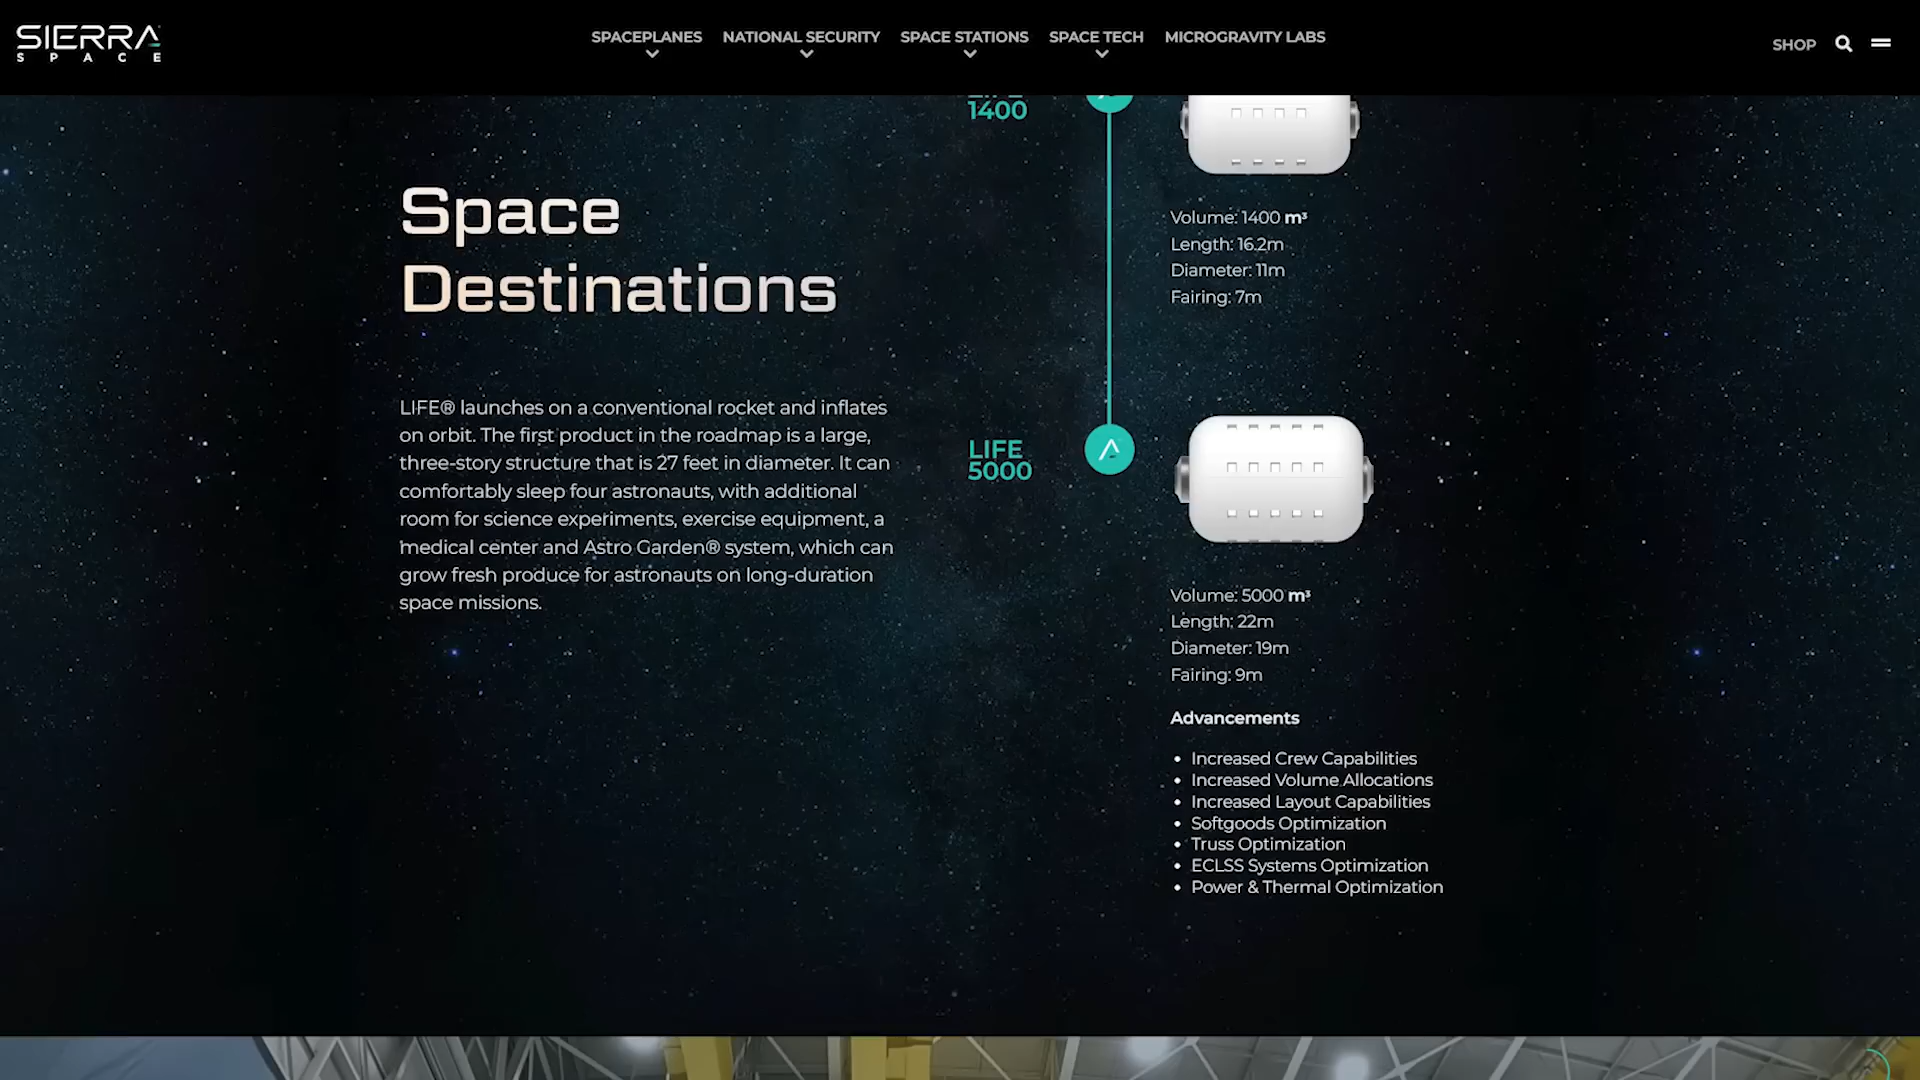 SIERRA
SPACE
SPACEPLANES
NATIONAL SECURITY
SPACE STATIONS
SPACE TECH
MICROGRAVITY LABS
SHOP
1400
Volume: 1400 m³
Length: 16.2m
Diameter: 11m
Fairing: 7m
Space
Destinations
LIFE® launches on a conventional rocket and inflates
on orbit. The first product in the roadmap is a large,
three-story structure that is 27 feet in diameter. It can
comfortably sleep four astronauts, with additional
room for science experiments, exercise equipment, a
medical center and Astro Garden® system, which can
grow fresh produce for astronauts on long-duration
space missions.
LIFE
5000
Volume: 5000 m³
Length: 22m
Diameter: 19m
Fairing: 9m
Advancements
• Increased Crew Capabilities
• Increased Volume Allocations
• Increased Layout Capabilities
• Softgoods Optimization
• Truss Optimization
• ECLSS Systems Optimization
• Power & Thermal Optimization